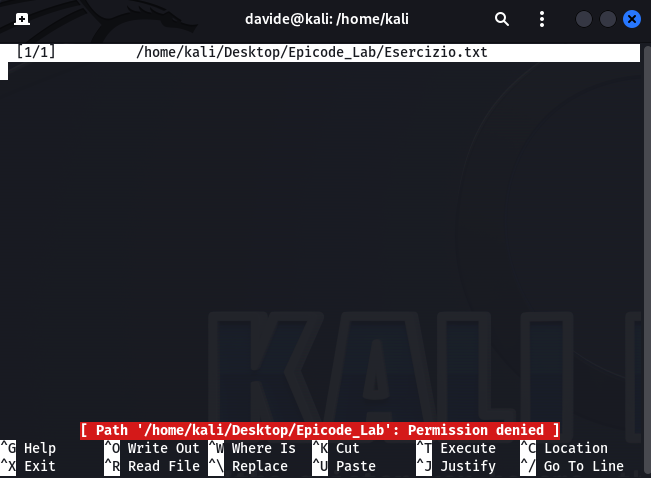 davide@kali: /home/kali
[1/1] /home/kali/Desktop/Epicode_Lab/Esercizio.txt
KALI
[ Path '/home/kali/Desktop/Epicode_Lab': Permission denied ]
^G Help ^O Write Out ^W Where Is ^K Cut ^T Execute ^C Location
^X Exit ^R Read File ^\ Replace ^U Paste ^J Justify ^/ Go To Line